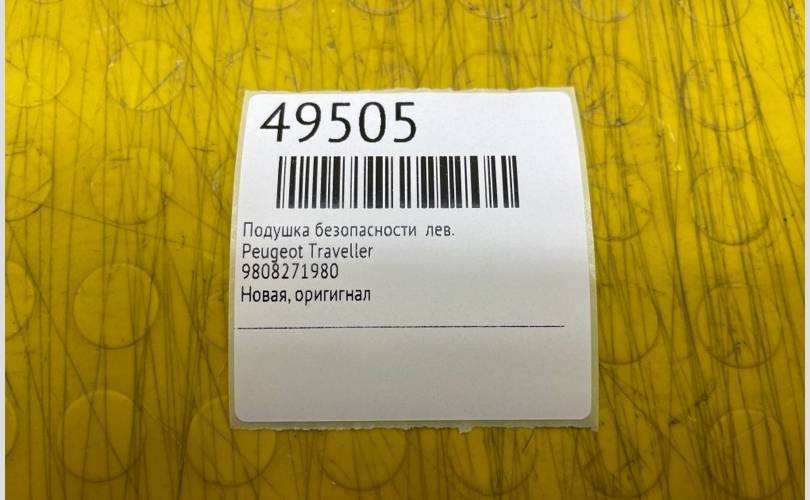 49505
Подушка безопасности лев.
Peugeot Traveller
9808271980
Новая, оригигнал